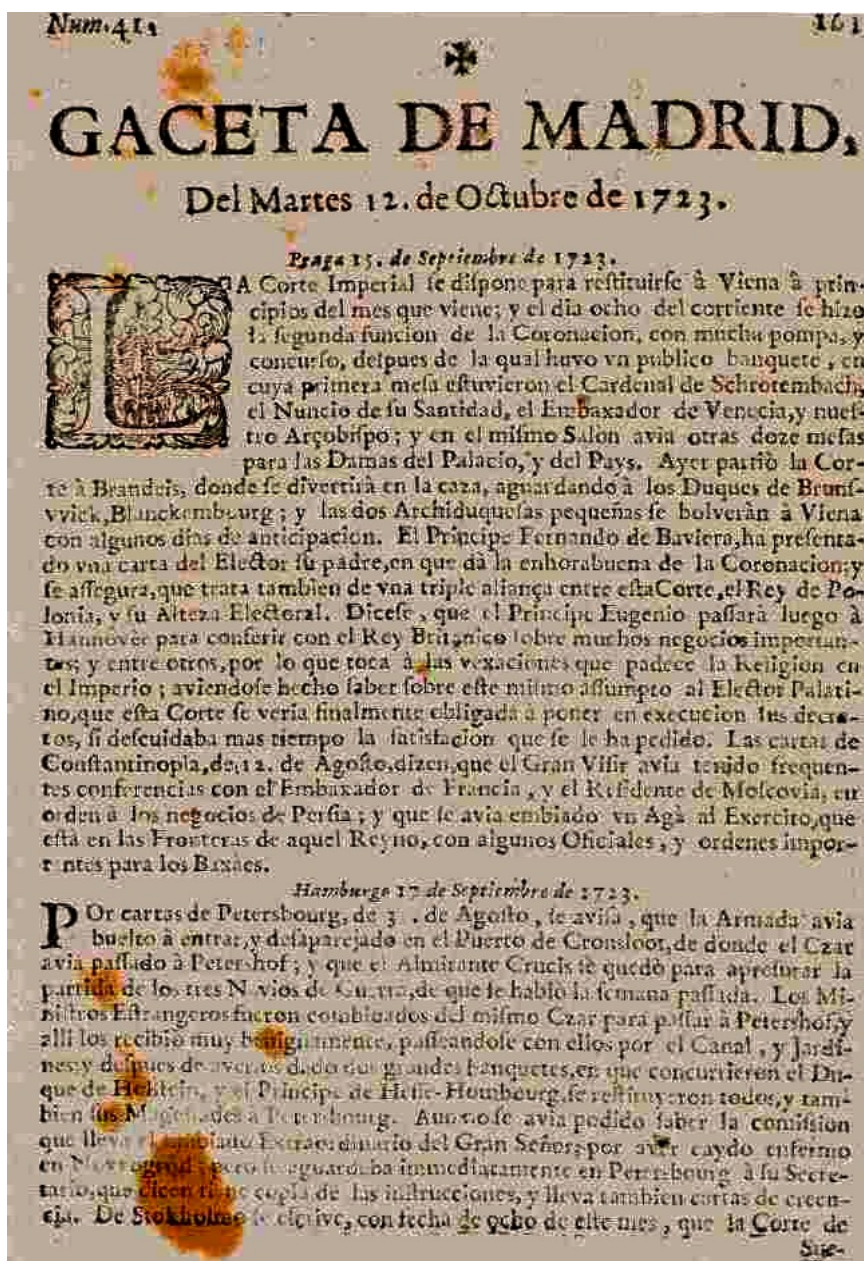 Num. 41. 161
GACETA DE MADRID,
Del Martes 12. de Octubre de 1723.
Praga 15. de Septiembre de 1723.
LA Corte Imperial se dispone para restituirse à Viena à prin-
cipios del mes que viene; y el dia ocho del corriente se hizo
la segunda funcion de la Coronacion, con mucha pompa, y
concurso, despues de la qual huvo vn publico banquete, en
cuya primera mesa estuvieron el Cardenal de Schrotembach,
el Nuncio de su Santidad, el Embaxador de Venecia, y nues-
tro Arçobispo; y en el mismo Salon avia otras doze mesas
para las Damas del Palacio, y del Pays. Ayer partiò la Cor-
te à Brandeis, donde se divertirà en la caza, aguardando à los Duques de Brunf-
vvick, Blanckembourg; y las dos Archiduquesas pequeñas se bolveràn à Viena
con algunos dias de anticipacion. El Principe Fernando de Baviera, ha presenta-
do vna carta del Elector su padre, en que dà la enhorabuena de la Coronacion; y
se assegura, que trata tambien de vna triple aliança entre esta Corte, el Rey de Po-
lonia, y su Alteza Electoral. Dicese, que el Principe Eugenio passarà luego à
Hannover para conferir con el Rey Britanico sobre muchos negocios importan-
tes; y entre otros, por lo que toca à las vexaciones que padece la Religion en
el Imperio; aviendose hecho saber sobre este mismo assumpto al Elector Palati-
no, que esta Corte se veria finalmente obligada à poner en execucion sus decre-
tos, si descuidaba mas tiempo la satisfacion que se le ha pedido. Las cartas de
Constantinopla, de 12. de Agosto, dizen, que el Gran Visir avia tenido frequen-
tes conferencias con el Embaxador de Francia, y el Residente de Moscovia, en
orden à los negocios de Persia; y que se avia embiado vn Agà al Exercito, que
està en las Fronteras de aquel Reyno, con algunos Oficiales, y ordenes impor-
tantes para los Baxaes.
Hamburgo 17 de Septiembre de 1723.
POr cartas de Petersbourg, de 3 . de Agosto, se avisa, que la Armada avia
buelto à entrar, y desaparejado en el Puerto de Cronsloot, de donde el Czar
avia passado à Petershof; y que el Almirante Crucis se quedò para apresurar la
partida de los tres Navios de Guerra, de que se hablò la semana passada. Los Mi-
nistros Estrangeros fueron combidados del mismo Czar para passar à Petershof, y
alli los recibio muy benignamente, passeandose con ellos por el Canal, y Jardi-
nes: y despues de averlos dado dos grandes banquetes, en que concurrieron el Du-
que de Holstein, y el Principe de Hesse-Hombourg, se restituyeron todos, y tam-
bien sus Magestades à Petersbourg. Aun no se avia podido saber la comission
que lleva el Embiado Extraordinario del Gran Señor, por aver caydo enfermo
en Novogrod; pero se aguardaba immediatamente en Petersbourg à su Secre-
tario, que dicen tiene copia de las instrucciones, y lleva tambien cartas de creen-
cia. De Stokholmo se escrive, con fecha de ocho de este mes, que la Corte de
Sue-